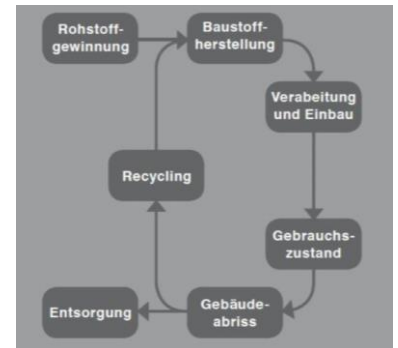 Rohstoff-
gewinnung
Baustoff-
herstellung
Verabeitung
und Einbau
Recycling
Gebrauchs-
zustand
Entsorgung
Gebäude-
abriss